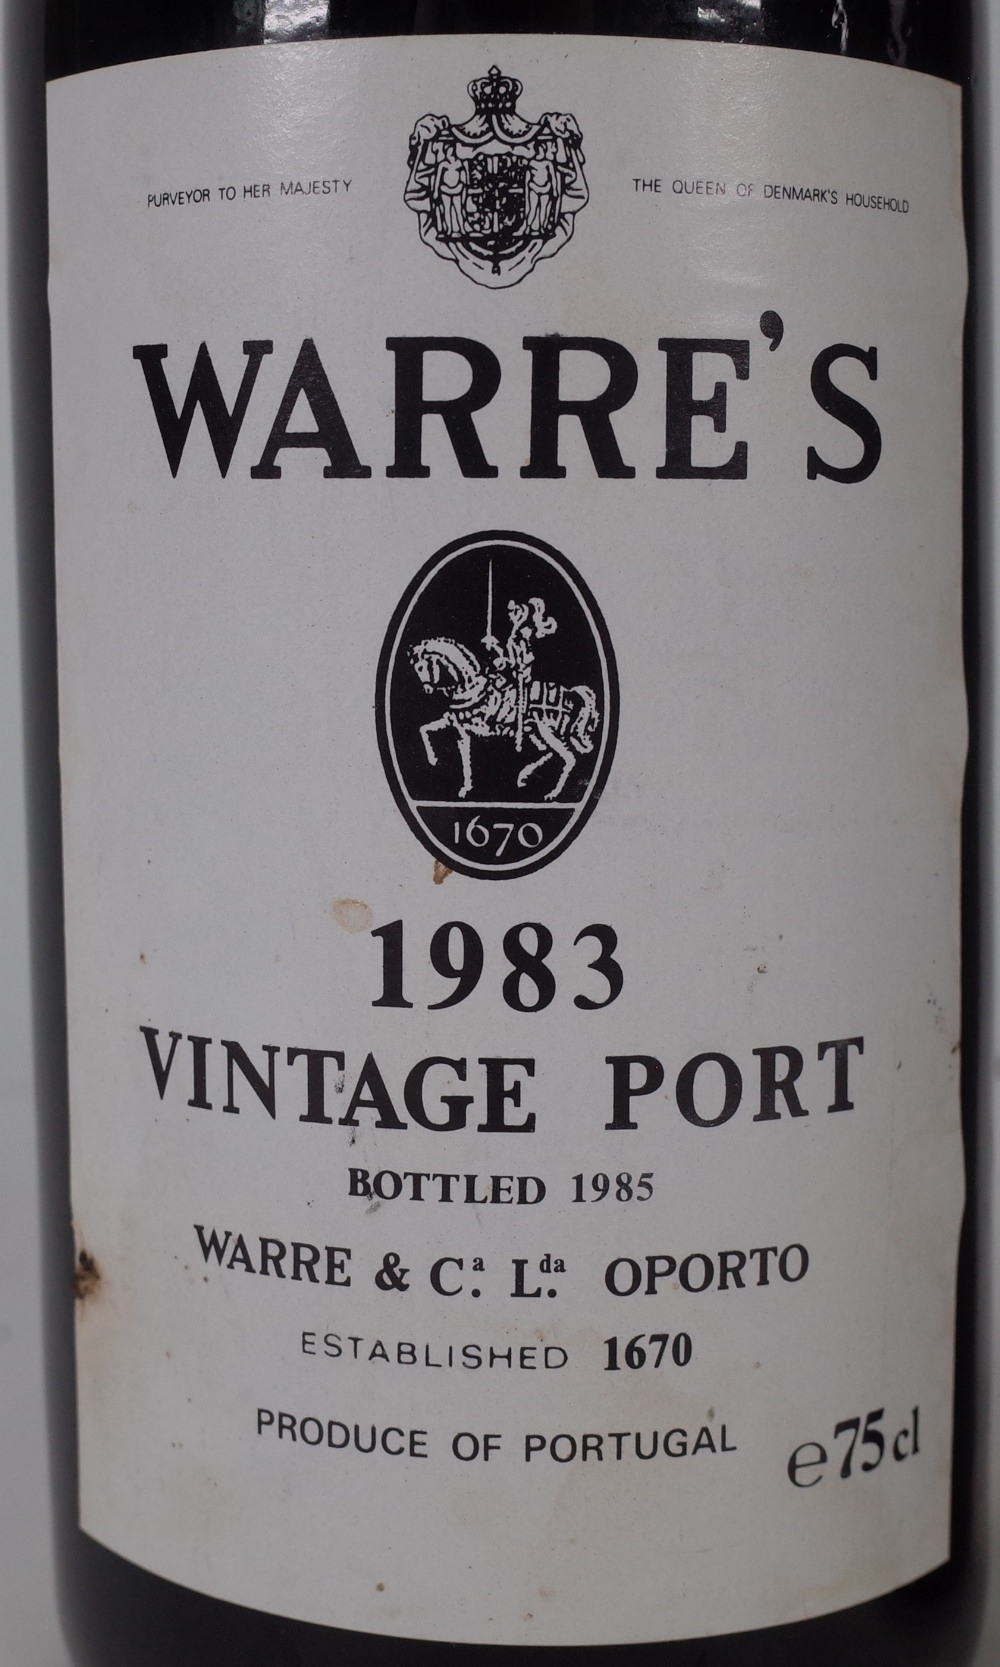 PURVEYOR TO HER MAJESTY THE QUEEN OF DENMARK'S HOUSEHOLD
WARRE'S
1670
1983
VINTAGE PORT
BOTTLED 1985
WARRE & Cª. Lda. OPORTO
ESTABLISHED 1670
PRODUCE OF PORTUGAL ℮75cl